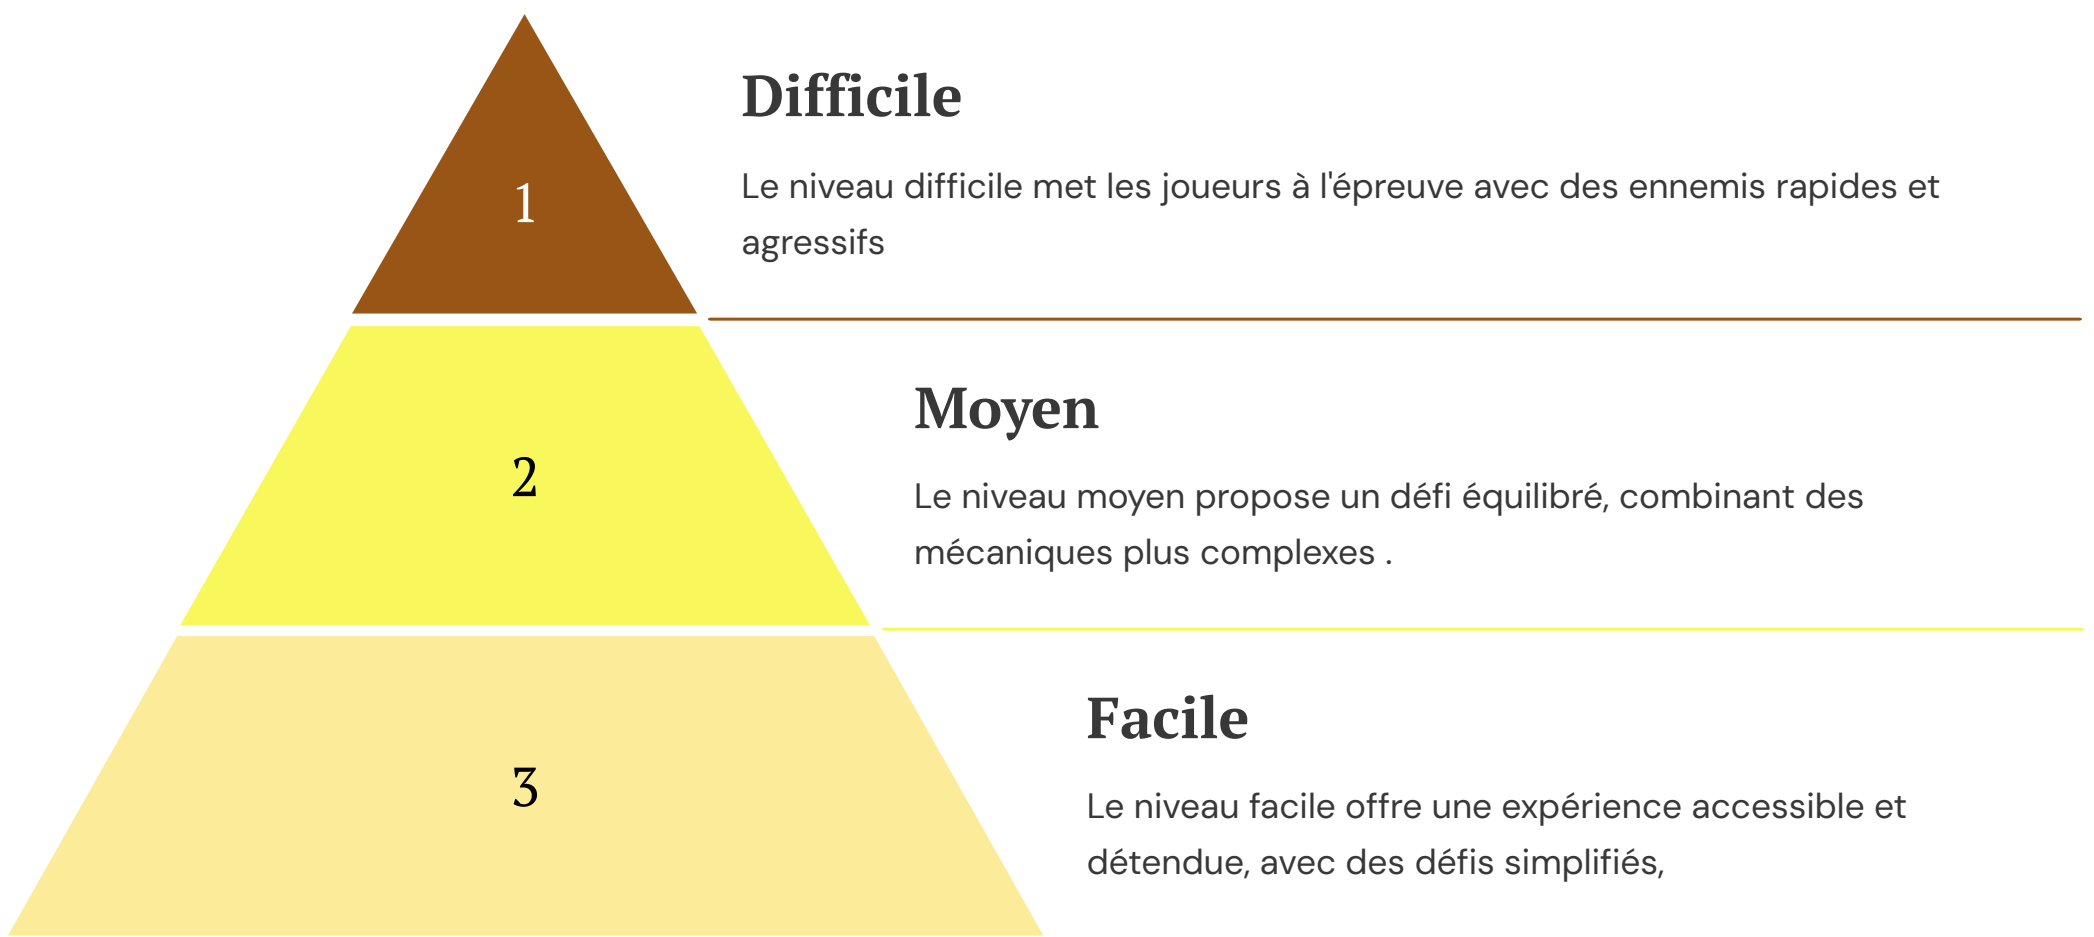 Difficile
1
Le niveau difficile met les joueurs à l'épreuve avec des ennemis rapides et
agressifs
Moyen
2
Le niveau moyen propose un défi équilibré, combinant des
mécaniques plus complexes .
Facile
3
Le niveau facile offre une expérience accessible et
détendue, avec des défis simplifiés,